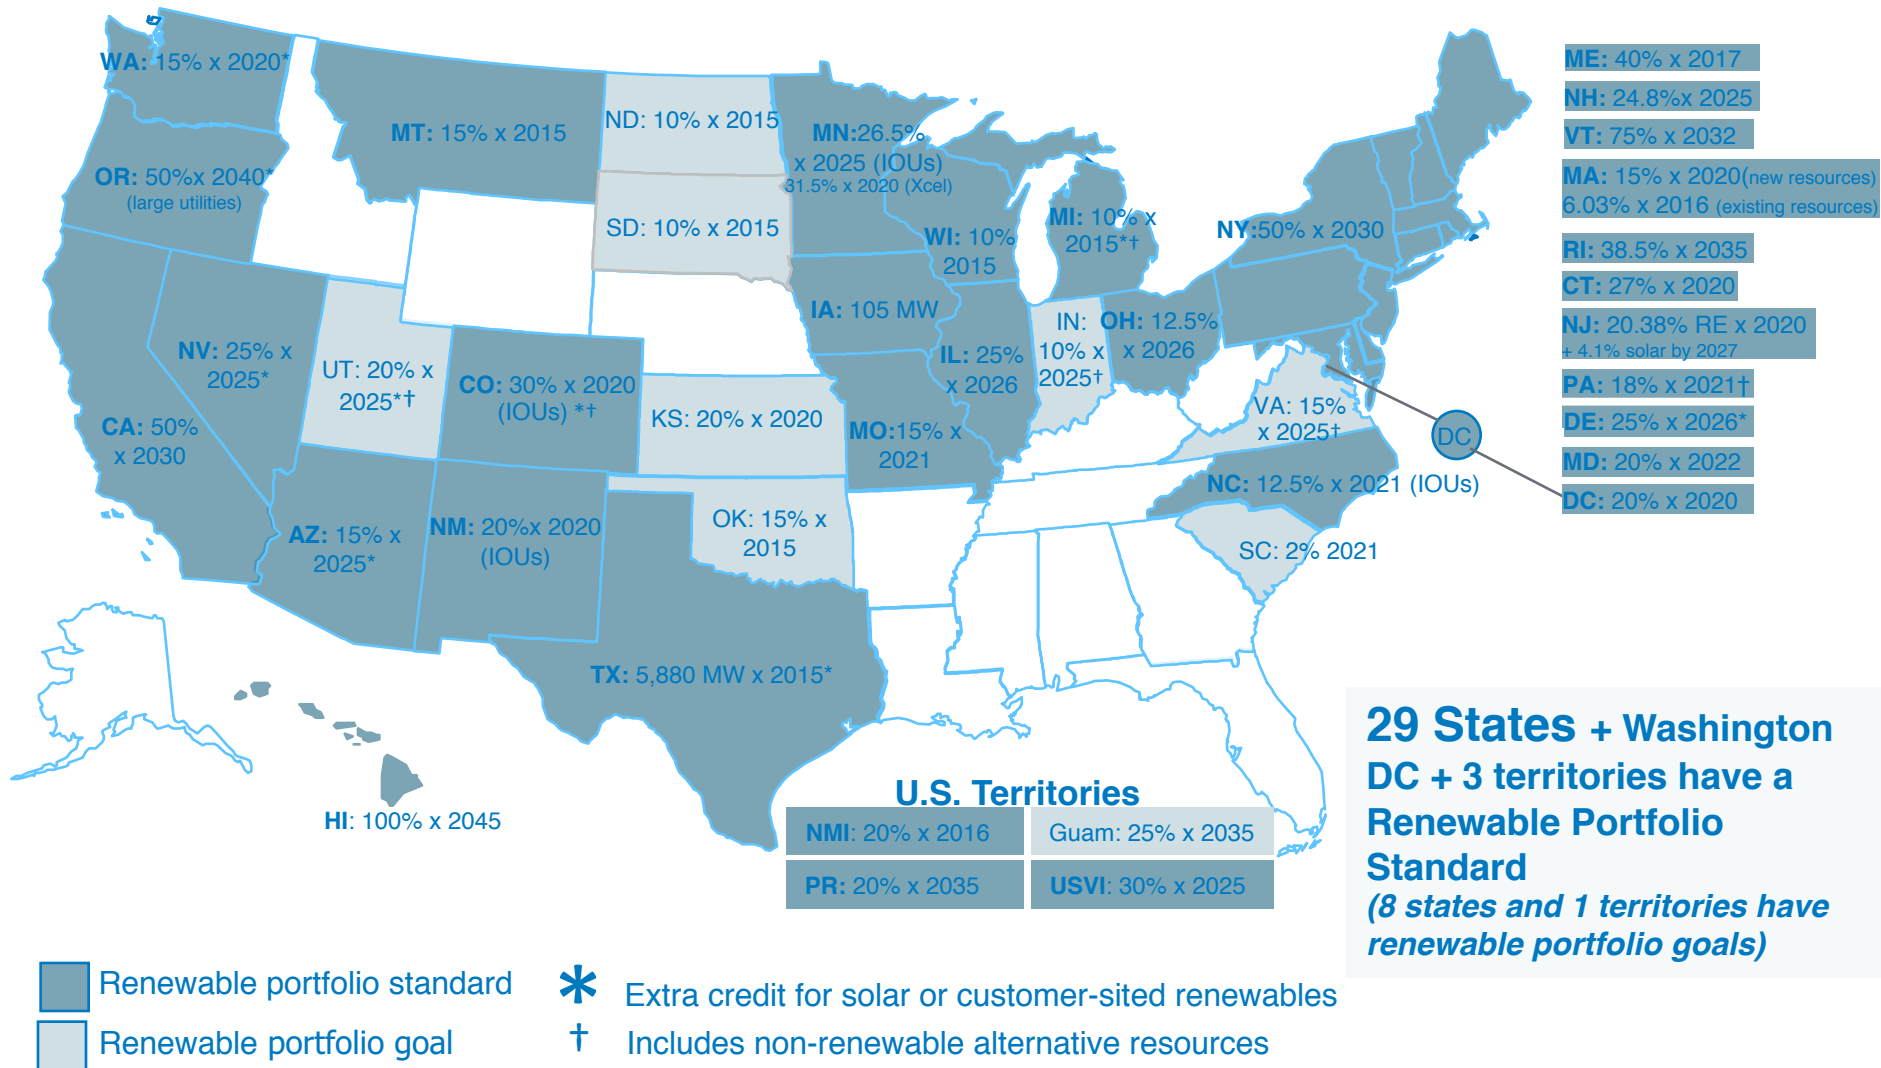 WA: 15% x 2020*
MT: 15% x 2015
ND: 10% x 2015
MN:26.5%
x 2025 (IOUs)
31.5% x 2020 (Xcel)
OR: 50%x 2040*
(large utilities)
SD: 10% x 2015
WI: 10%
2015
MI: 10% x
2015*†
NY:50% x 2030
IA: 105 MW
NV: 25% x
2025*
UT: 20% x
2025*†
CO: 30% x 2020
(IOUs) *†
IL: 25%
x 2026
IN:
10% x
2025†
OH: 12.5%
x 2026
CA: 50%
x 2030
KS: 20% x 2020
MO:15% x
2021
VA: 15%
x 2025†
DC
NC: 12.5% x 2021 (IOUs)
AZ: 15% x
2025*
NM: 20%x 2020
(IOUs)
OK: 15% x
2015
SC: 2% 2021
TX: 5,880 MW x 2015*
HI: 100% x 2045
ME: 40% x 2017
NH: 24.8%x 2025
VT: 75% x 2032
MA: 15% x 2020(new resources)
6.03% x 2016 (existing resources)
RI: 38.5% x 2035
CT: 27% x 2020
NJ: 20.38% RE x 2020
+ 4.1% solar by 2027
PA: 18% x 2021†
DE: 25% x 2026*
MD: 20% x 2022
DC: 20% x 2020
U.S. Territories
NMI: 20% x 2016
Guam: 25% x 2035
PR: 20% x 2035
USVI: 30% x 2025
29 States + Washington
DC + 3 territories have a
Renewable Portfolio
Standard
(8 states and 1 territories have
renewable portfolio goals)
Renewable portfolio standard
* Extra credit for solar or customer-sited renewables
Renewable portfolio goal
† Includes non-renewable alternative resources